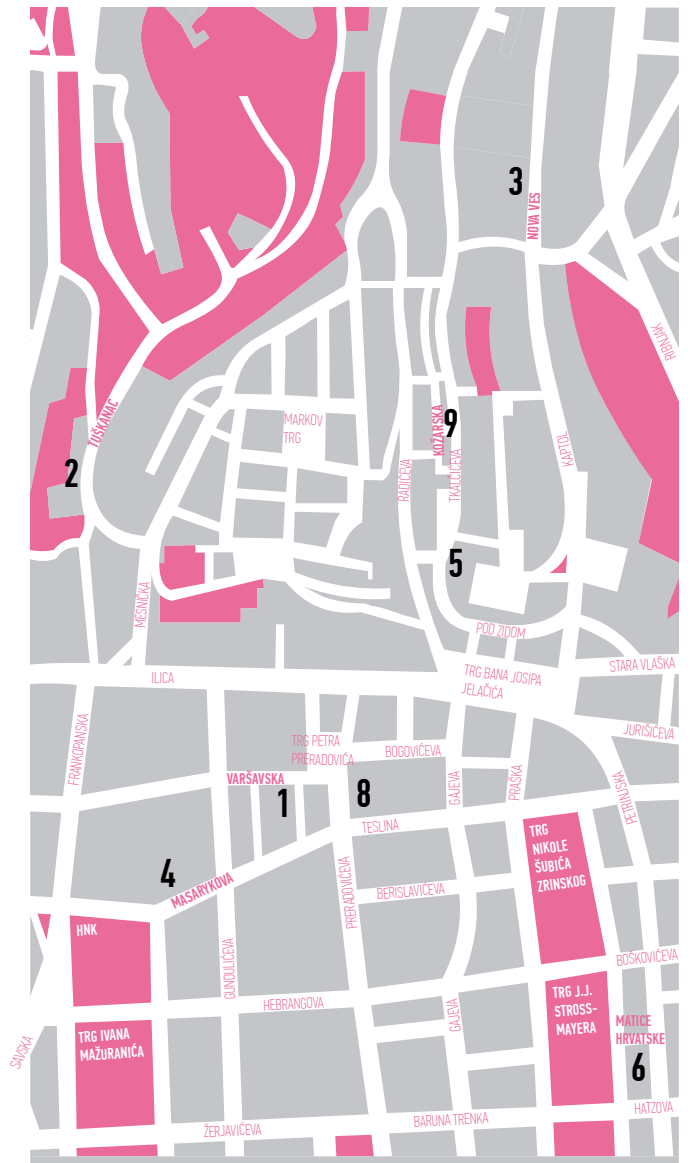 3
NOVA VES
RIBNJAK
TUŠKANAC
MARKOV
TRG
KOŽARSKA
9
RADIĆEVA
TKALČIĆEVA
KAPTOL
2
5
MESNIČKA
POD ZIDOM
STARA VLAŠKA
ILICA
TRG BANA JOSIPA
JELAČIĆA
FRANKOPANSKA
JURIŠIĆEVA
TRG PETRA
PRERADOVIĆA
BOGOVIĆEVA
VARŠAVSKA
GAJEVA
PRAŠKA
PETRINJSKA
1
8
TESLINA
TRG
NIKOLE
ŠUBIĆA
ZRINSKOG
4
MASARYKOVA
PRERADOVIĆEVA
BERISLAVIĆEVA
HNK
GUNDULIĆEVA
BOŠKOVIĆEVA
HEBRANGOVA
GAJEVA
TRG J.J.
STROSS-
MAYERA
MATICE
HRVATSKE
SAVSKA
TRG IVANA
MAŽURANIĆA
6
HATZOVA
ŽERJAVIĆEVA
BARUNA TRENKA